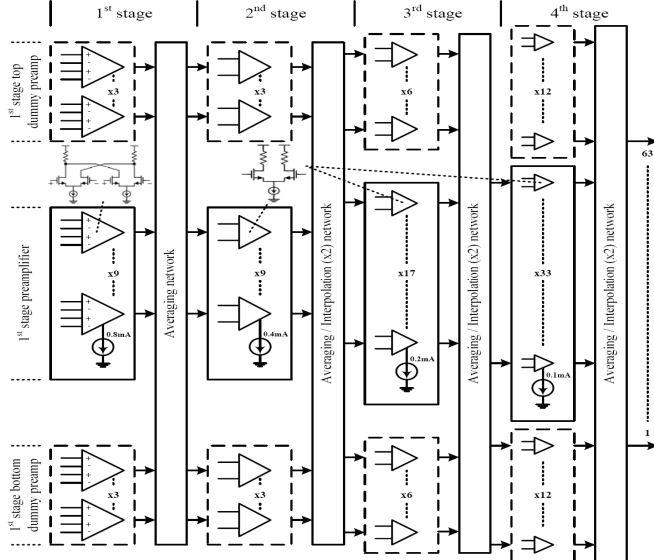 1st stage
2nd stage
3rd stage
4th stage
1st stage top
dummy preamp
+
-
+
-
x3
+
-
+
-
x3
x6
x12
63
1st stage preamplifier
+
-
+
-
x9
+
-
+
-
0.8mA
Averaging network
x9
0.4mA
Averaging / Interpolation (x2) network
x17
0.2mA
Averaging / Interpolation (x2) network
x33
0.1mA
Averaging / Interpolation (x2) network
1
1st stage bottom
dummy preamp
+
-
+
-
x3
+
-
+
-
x3
x6
x12